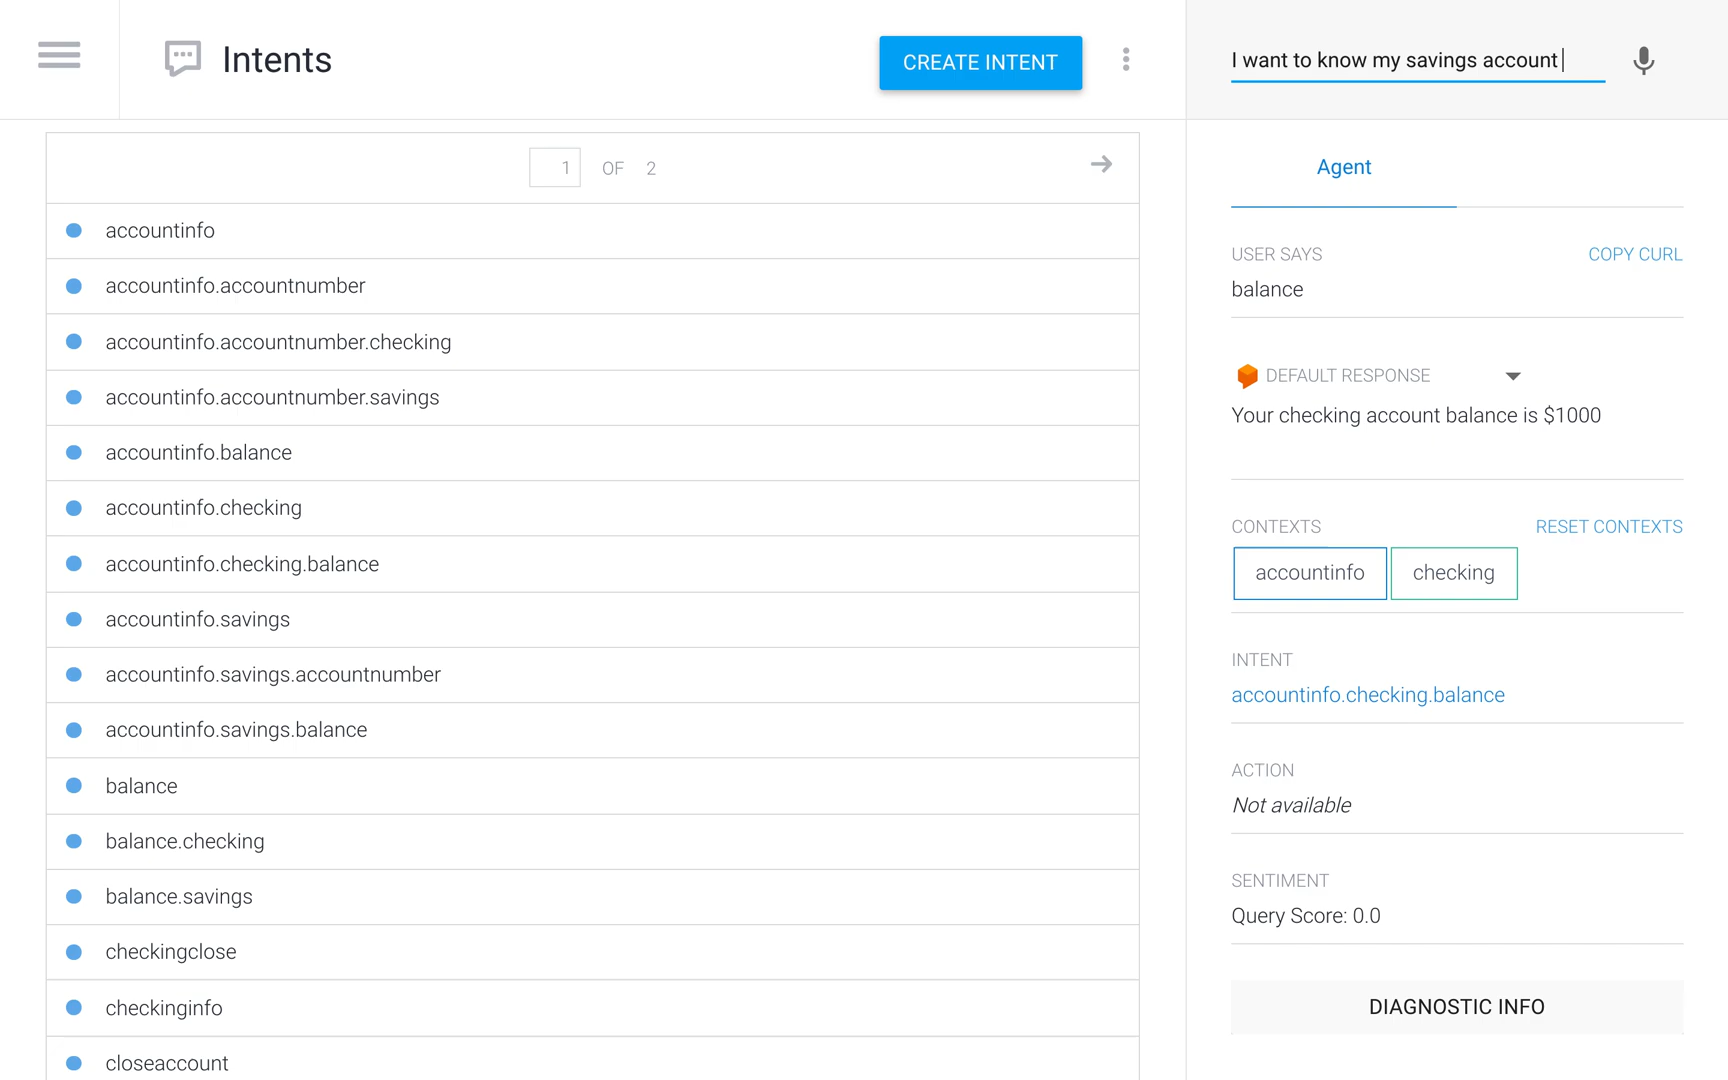 Intents
CREATE INTENT
I want to know my savings account
1 OF 2
accountinfo
accountinfo.accountnumber
accountinfo.accountnumber.checking
accountinfo.accountnumber.savings
accountinfo.balance
accountinfo.checking
accountinfo.checking.balance
accountinfo.savings
accountinfo.savings.accountnumber
accountinfo.savings.balance
balance
balance.checking
balance.savings
checkingclose
checkinginfo
closeaccount
Agent
USER SAYS COPY CURL
balance
DEFAULT RESPONSE
Your checking account balance is $1000
CONTEXTS RESET CONTEXTS
accountinfo checking
INTENT
accountinfo.checking.balance
ACTION
Not available
SENTIMENT
Query Score: 0.0
DIAGNOSTIC INFO